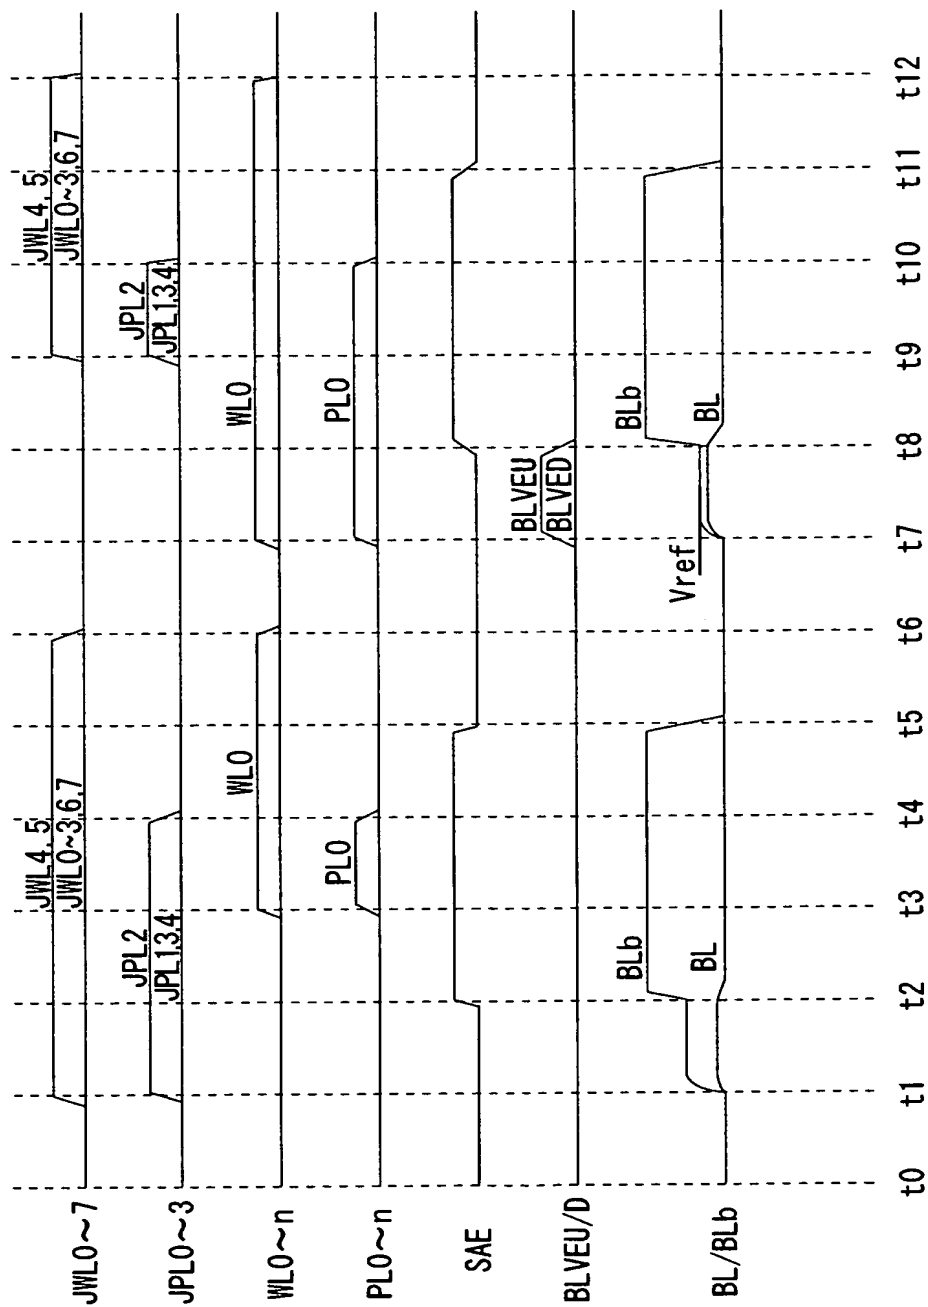 JWL0~7
JWL4, 5
JWL0~3,6,7
JWL4, 5
JWL0~3,6,7
JPL0~3
JPL2
JPL1,3,4
JPL2
JPL1,3,4
WL0~n
WL0
WL0
PL0~n
PL0
PL0
SAE
BLVEU/D
BLVEU
BLVED
BL/BLb
BLb
BL
Vref
BLb
BL
t0 t1 t2 t3 t4 t5 t6 t7 t8 t9 t10 t11 t12